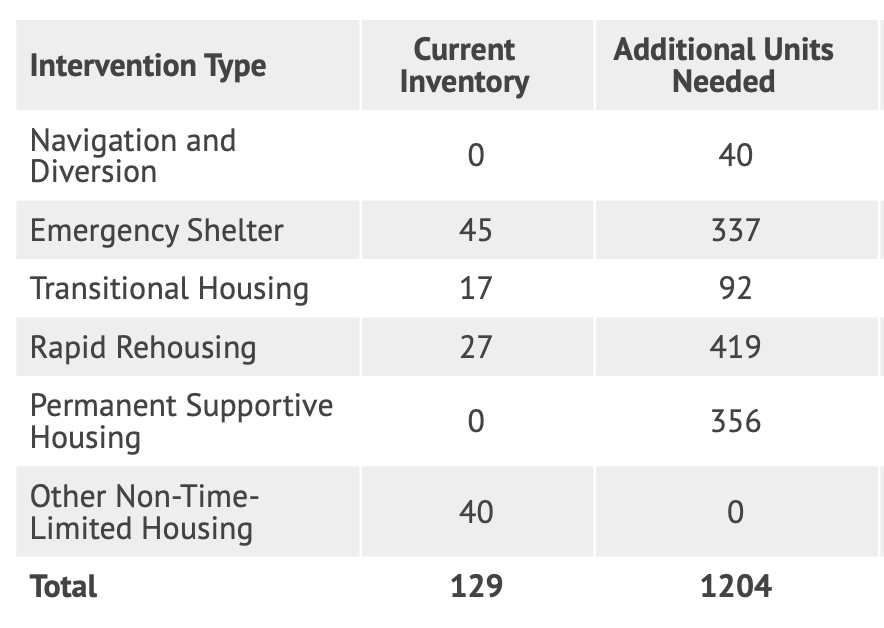 Intervention Type Current Inventory Additional Units Needed
Navigation and Diversion 0 40
Emergency Shelter 45 337
Transitional Housing 17 92
Rapid Rehousing 27 419
Permanent Supportive Housing 0 356
Other Non-Time-Limited Housing 40 0
Total 129 1204